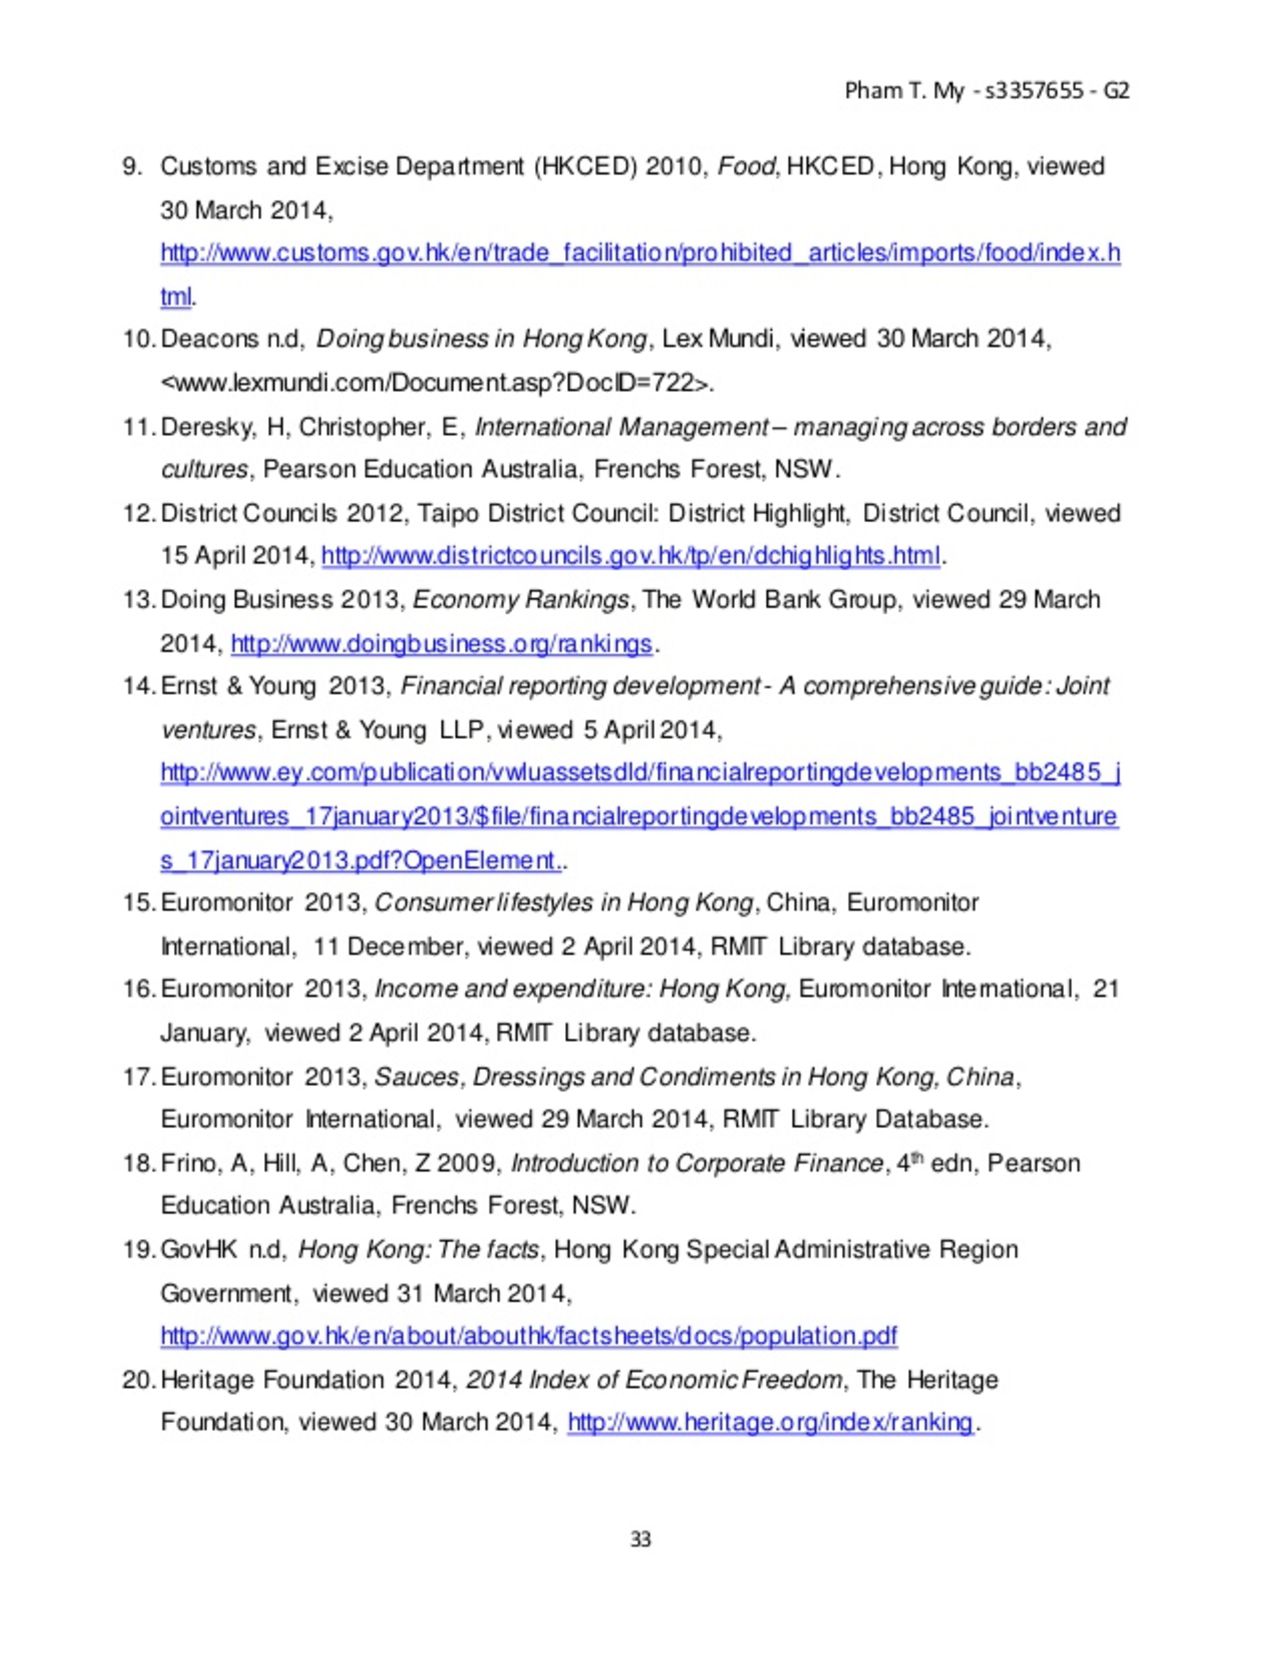 Pham T. My - s3357655 - G2
9. Customs and Excise Department (HKCED) 2010, Food, HKCED, Hong Kong, viewed
30 March 2014,
http://www.customs.gov.hk/en/trade_facilitation/prohibited_articles/imports/food/index.h
tml.
10. Deacons n.d, Doing business in Hong Kong, Lex Mundi, viewed 30 March 2014,
<www.lexmundi.com/Document.asp?DocID=722>.
11. Deresky, H, Christopher, E, International Management – managing across borders and
cultures, Pearson Education Australia, Frenchs Forest, NSW.
12. District Councils 2012, Taipo District Council: District Highlight, District Council, viewed
15 April 2014, http://www.districtcouncils.gov.hk/tp/en/dchighlights.html.
13. Doing Business 2013, Economy Rankings, The World Bank Group, viewed 29 March
2014, http://www.doingbusiness.org/rankings.
14. Ernst & Young 2013, Financial reporting development - A comprehensive guide: Joint
ventures, Ernst & Young LLP, viewed 5 April 2014,
http://www.ey.com/publication/vwluassetsdld/financialreportingdevelopments_bb2485_j
ointventures_17january2013/$file/financialreportingdevelopments_bb2485_jointventure
s_17january2013.pdf?OpenElement..
15. Euromonitor 2013, Consumer lifestyles in Hong Kong, China, Euromonitor
International, 11 December, viewed 2 April 2014, RMIT Library database.
16. Euromonitor 2013, Income and expenditure: Hong Kong, Euromonitor International, 21
January, viewed 2 April 2014, RMIT Library database.
17. Euromonitor 2013, Sauces, Dressings and Condiments in Hong Kong, China,
Euromonitor International, viewed 29 March 2014, RMIT Library Database.
18. Frino, A, Hill, A, Chen, Z 2009, Introduction to Corporate Finance, 4th edn, Pearson
Education Australia, Frenchs Forest, NSW.
19. GovHK n.d, Hong Kong: The facts, Hong Kong Special Administrative Region
Government, viewed 31 March 2014,
http://www.gov.hk/en/about/abouthk/factsheets/docs/population.pdf
20. Heritage Foundation 2014, 2014 Index of Economic Freedom, The Heritage
Foundation, viewed 30 March 2014, http://www.heritage.org/index/ranking.
33